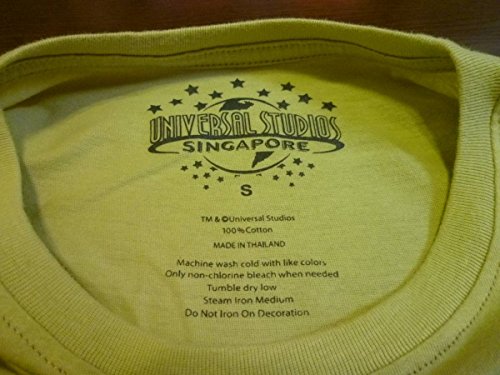 UNIVERSAL STUDIOS
SINGAPORE
S
TM & ©Universal Studios
100% Cotton
MADE IN THAILAND
Machine wash cold with like colors
Only non-chlorine bleach when needed
Tumble dry low
Steam Iron Medium
Do Not Iron On Decoration